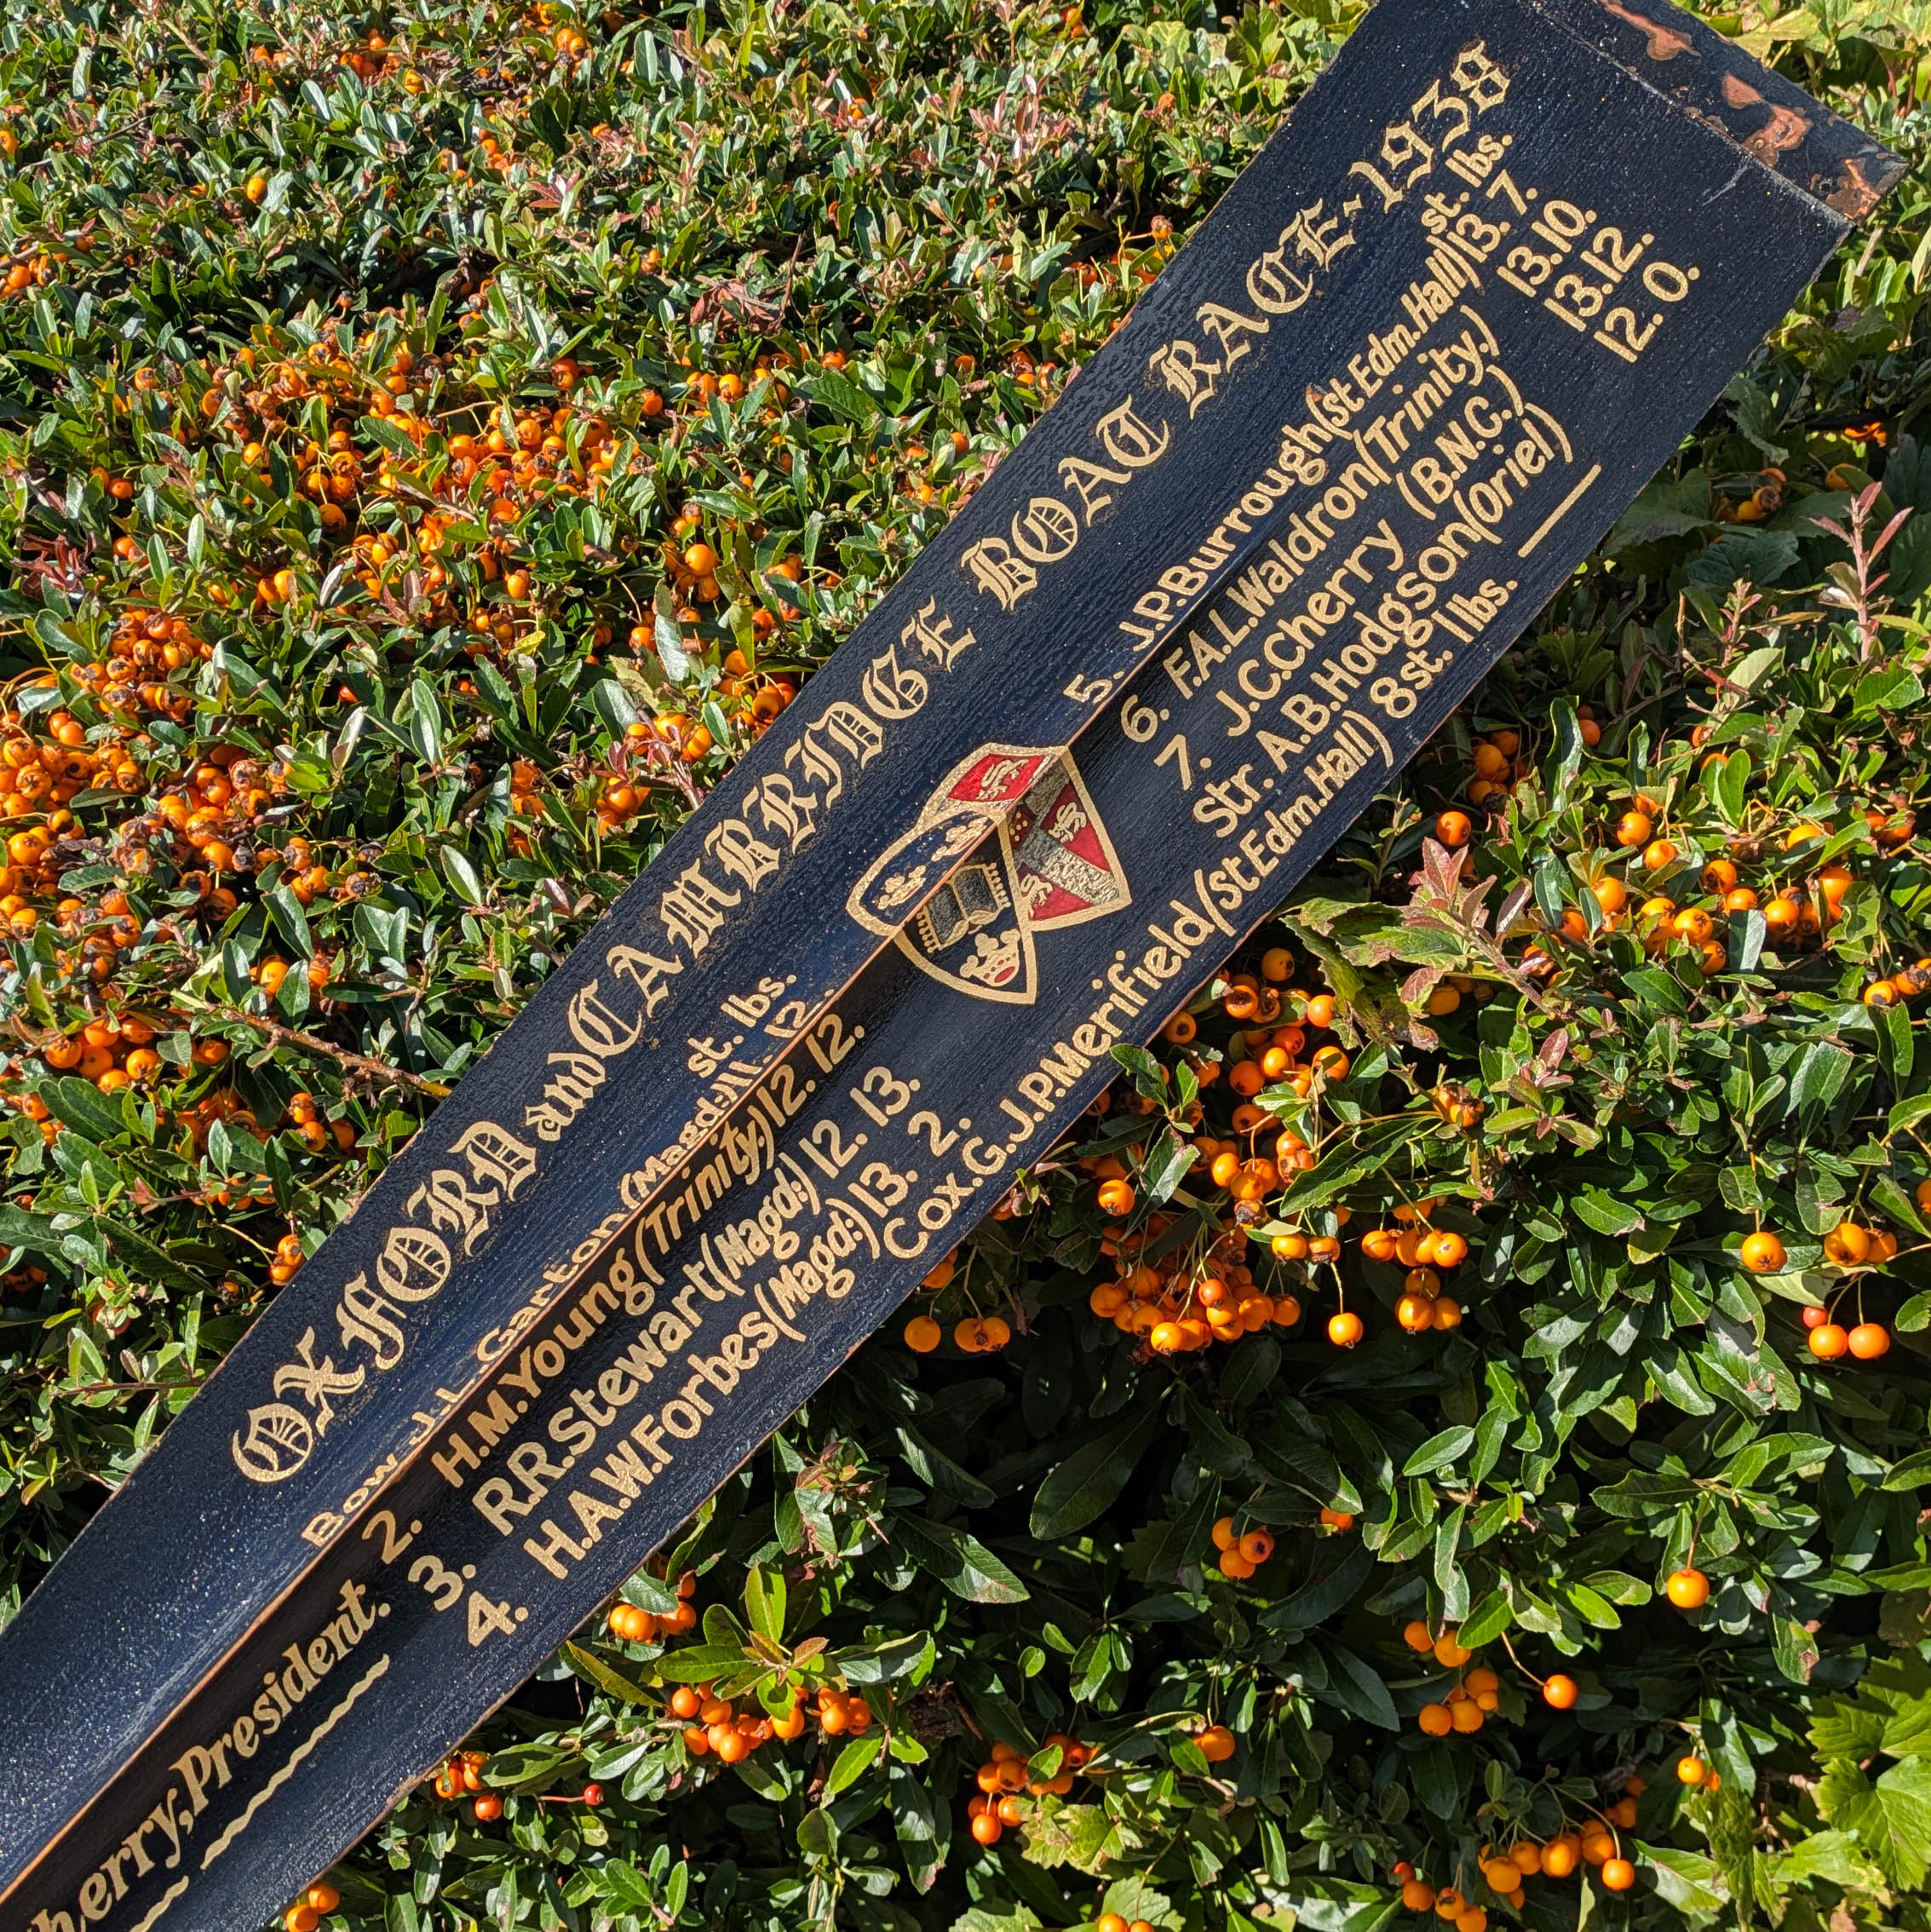 OXFORD and CAMBRIDGE BOAT RACE-1938
st. lbs.
Bow. J.L.Garton (Magd:) 11. 12.
2. H.M.Young (Trinity.) 12. 12.
3. R.R.Stewart (Magd:) 12. 13.
4. H.A.W.Forbes (Magd:) 13. 2.
st. lbs.
5. J.P.Burrough (St Edm.Hall) 13. 7.
6. F.A.L.Waldron (Trinity.) 13.10.
7. J.C.Cherry (B.N.C.) 13.12.
Str. A.B.Hodgson (Oriel) 12. 0.
Cox. G.J.P.Merifield (St Edm.Hall) 8st. 11bs.
herry, President.